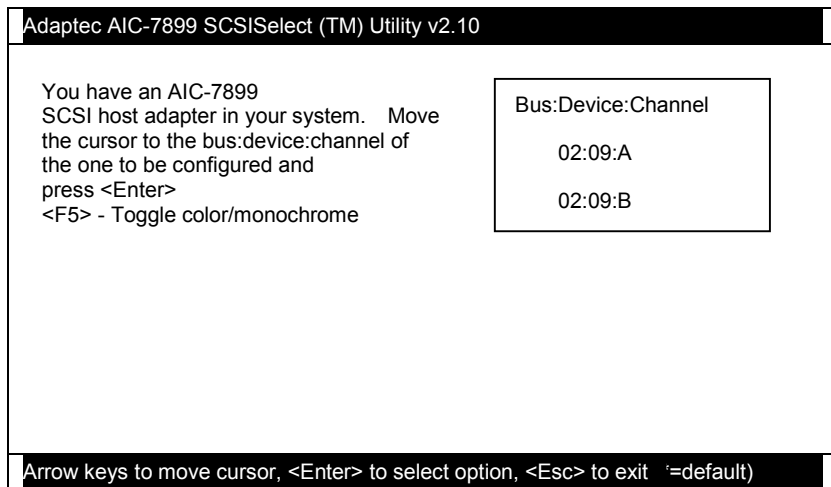 Adaptec AIC-7899 SCSISelect (TM) Utility v2.10
You have an AIC-7899
SCSI host adapter in your system. Move
the cursor to the bus:device:channel of
the one to be configured and
press <Enter>
<F5> - Toggle color/monochrome
Bus:Device:Channel
02:09:A
02:09:B
Arrow keys to move cursor, <Enter> to select option, <Esc> to exit =default)